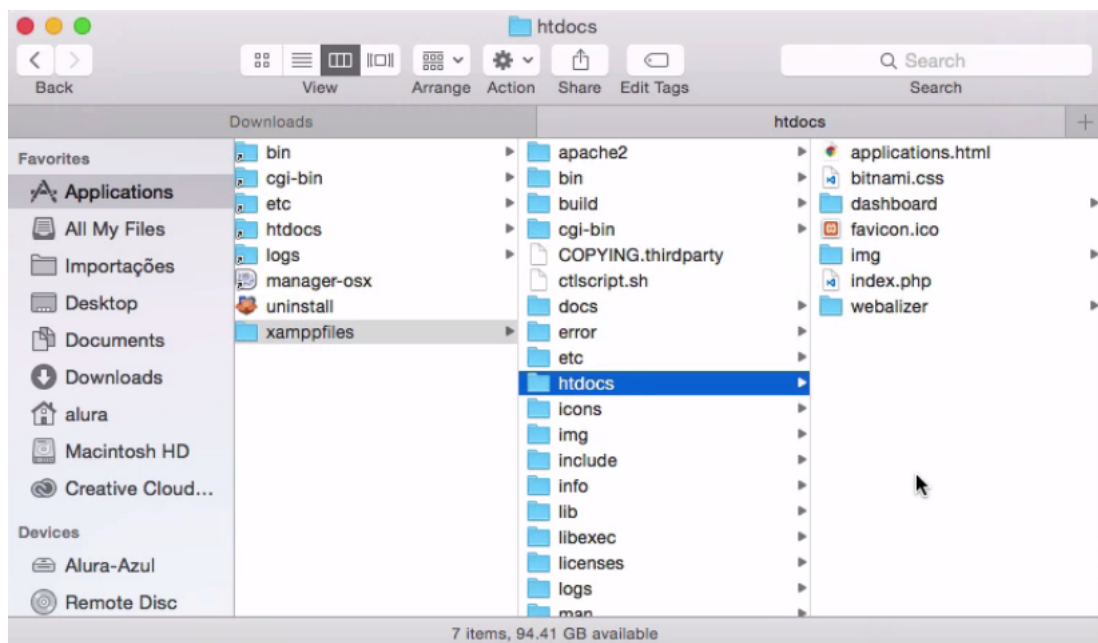 htdocs
Back
View
Arrange
Action
Share
Edit Tags
Search
Search
Downloads
htdocs
Favorites
Applications
All My Files
Importações
Desktop
Documents
Downloads
alura
Macintosh HD
Creative Cloud...
Devices
Alura-Azul
Remote Disc
bin
cgi-bin
etc
htdocs
logs
manager-osx
uninstall
xamppfiles
apache2
bin
build
cgi-bin
COPYING.thirdparty
ctlscript.sh
docs
error
etc
htdocs
icons
img
include
info
lib
libexec
licenses
logs
man
applications.html
bitnami.css
dashboard
favicon.ico
img
index.php
webalizer
7 items, 94.41 GB available